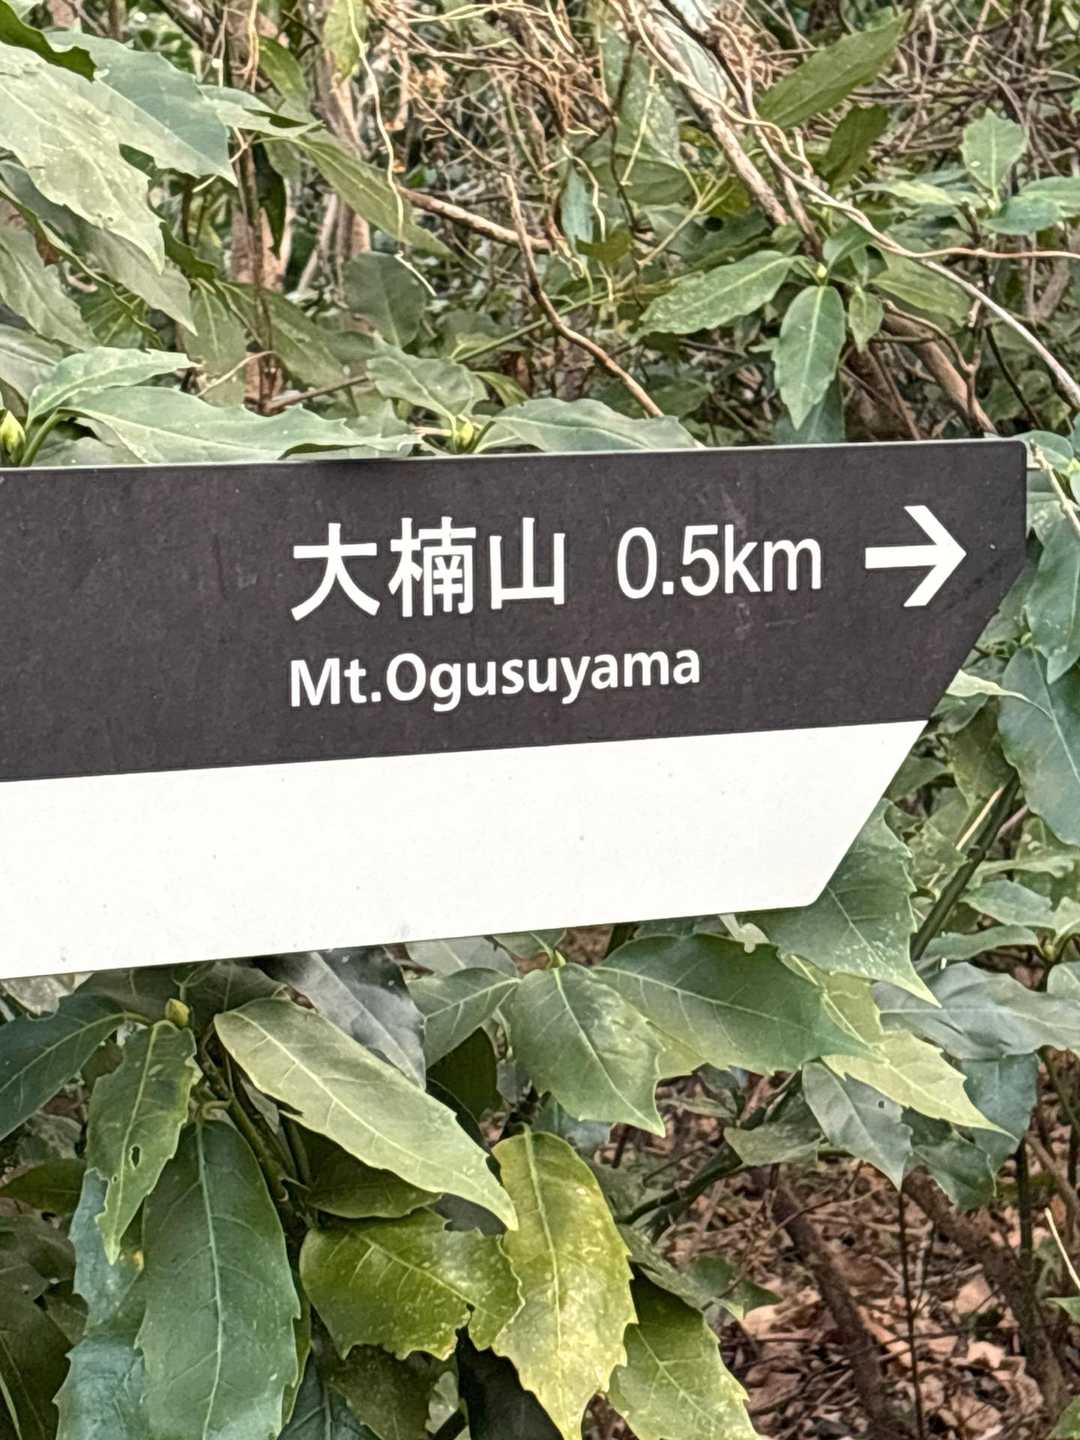 大楠山 0.5km →
Mt.Ogusuyama